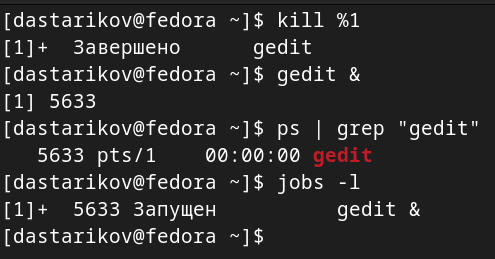 [dastarikov@fedora ~]$ kill %1
[1]+  Завершено      gedit
[dastarikov@fedora ~]$ gedit &
[1] 5633
[dastarikov@fedora ~]$ ps | grep "gedit"
   5633 pts/1    00:00:00 gedit
[dastarikov@fedora ~]$ jobs -l
[1]+  5633 Запущен          gedit &
[dastarikov@fedora ~]$